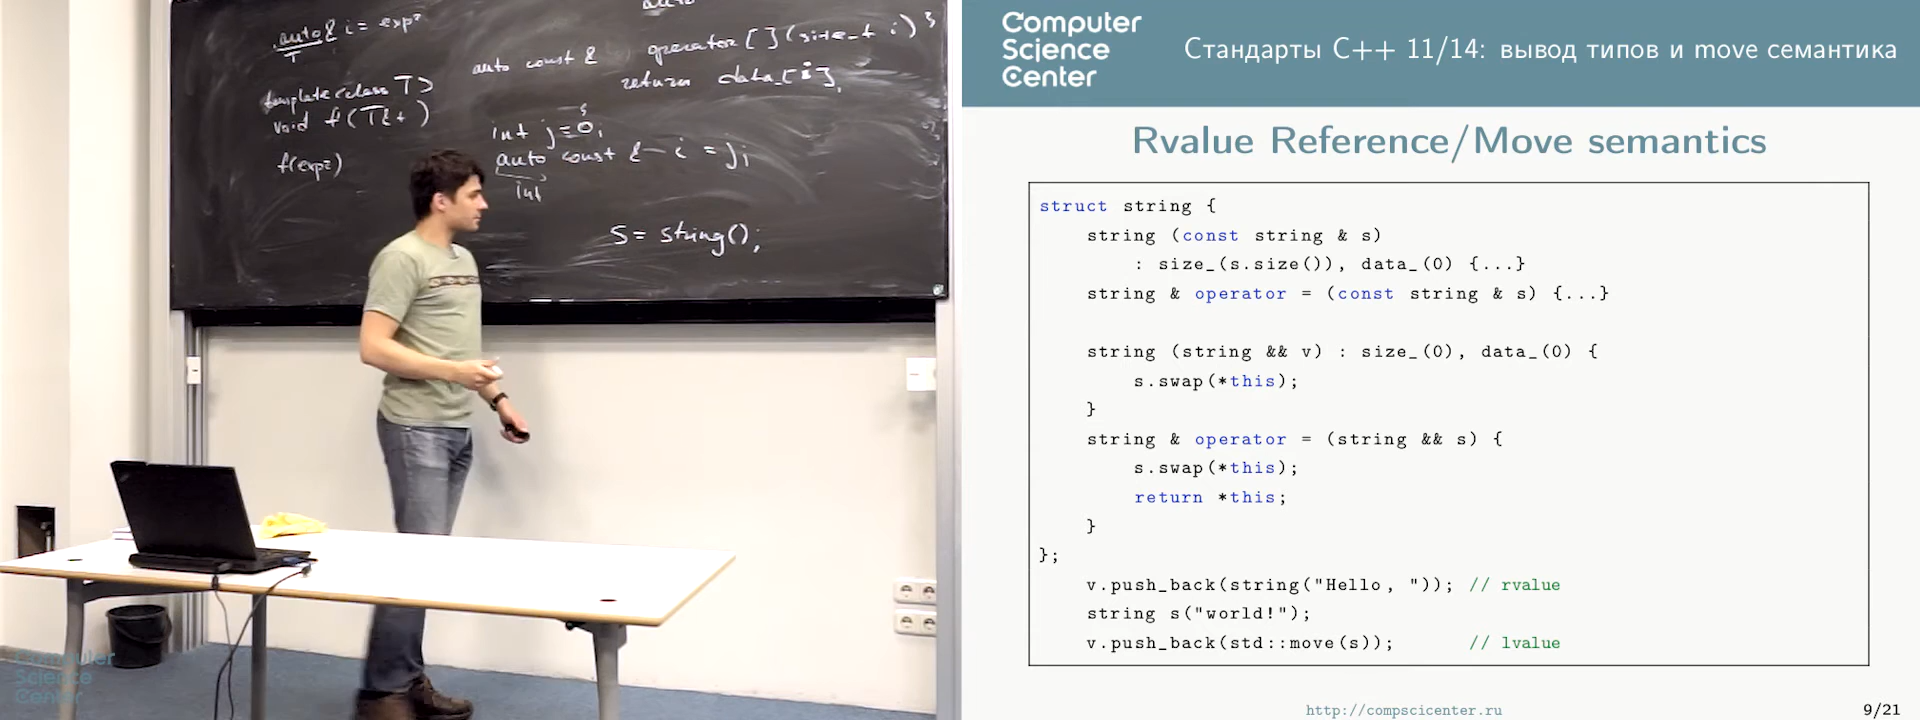 auto & i = expr
T
template <class T>
void f(T& t)
f(expr)
auto const &
operator [] (size_t i)
return data_[i];
int j = 0;
auto const & i = j;
int
S = string();
Computer
Science
Center
Computer
Science
Center
Стандарты C++ 11/14: вывод типов и move семантика
Rvalue Reference/Move semantics
struct string {
string (const string & s)
: size_(s.size()), data_(0) {...}
string & operator = (const string & s) {...}
string (string && v) : size_(0), data_(0) {
s.swap(*this);
}
string & operator = (string && s) {
s.swap(*this);
return *this;
}
};
v.push_back(string("Hello, ")); // rvalue
string s("world!");
v.push_back(std::move(s)); // lvalue
http://compscicenter.ru
9/21